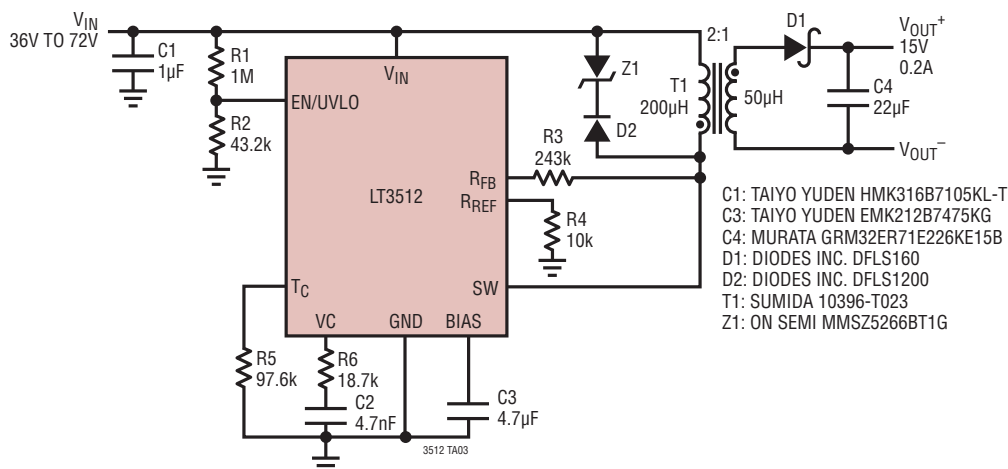 VIN
36V TO 72V
C1
1µF
R1
1M
R2
43.2k
EN/UVLO
VIN
LT3512
RFB
RREF
SW
TC
VC
GND
BIAS
Z1
D2
R3
243k
R4
10k
2:1
T1
200µH
50µH
D1
VOUT+
15V
0.2A
C4
22µF
VOUT–
R5
97.6k
R6
18.7k
C2
4.7nF
C3
4.7µF
3512 TA03
C1: TAIYO YUDEN HMK316B7105KL-T
C3: TAIYO YUDEN EMK212B7475KG
C4: MURATA GRM32ER71E226KE15B
D1: DIODES INC. DFLS160
D2: DIODES INC. DFLS1200
T1: SUMIDA 10396-T023
Z1: ON SEMI MMSZ5266BT1G